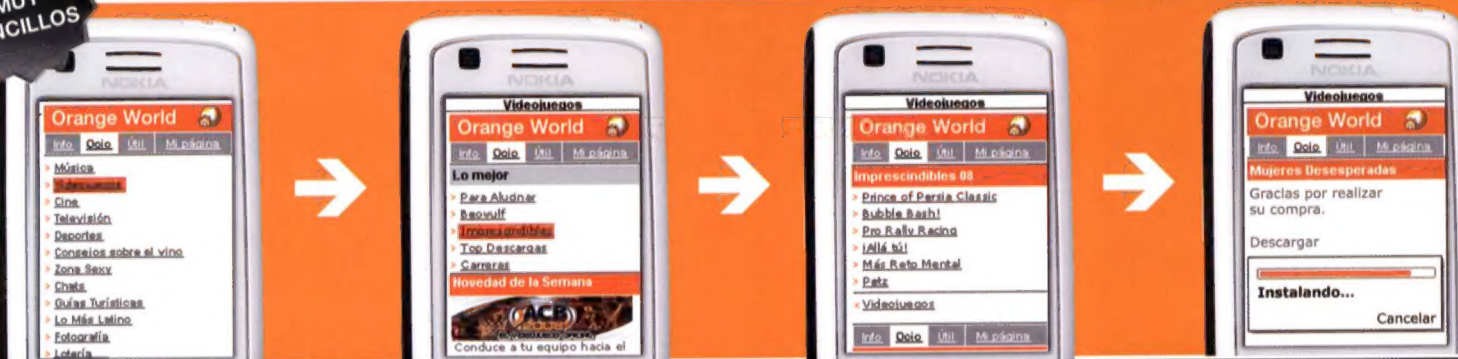 MUY
NCILLOS
NOKIA
Orange World
Info Ocio Útil Mi página
> Música
> Videojuegos
> Cine
> Televisión
> Deportes
> Consejos sobre el vino
> Zona Sexy
> Chats
> Guías Turísticas
> Lo Más Latino
> Fotografía
> Lotería
NOKIA
Videojuegos
Orange World
Info Ocio Útil Mi página
Lo mejor
> Para Alucinar
> Beowulf
> Imprescindibles
> Top Descargas
> Carreras
Novedad de la Semana
ACB
2008
Conduce a tu equipo hacia el
NOKIA
Videojuegos
Orange World
Info Ocio Útil Mi página
Imprescindibles 08
> Prince of Persia Classic
> Bubble Bash!
> Pro Rally Racing
> ¡Allá tú!
> Más Reto Mental
> Petz
< Videojuegos
Info Ocio Útil Mi página
NOKIA
Videojuegos
Orange World
Info Ocio Útil Mi página
Mujeres Desesperadas
Gracias por realizar
su compra.
Descargar
Instalando...
Cancelar